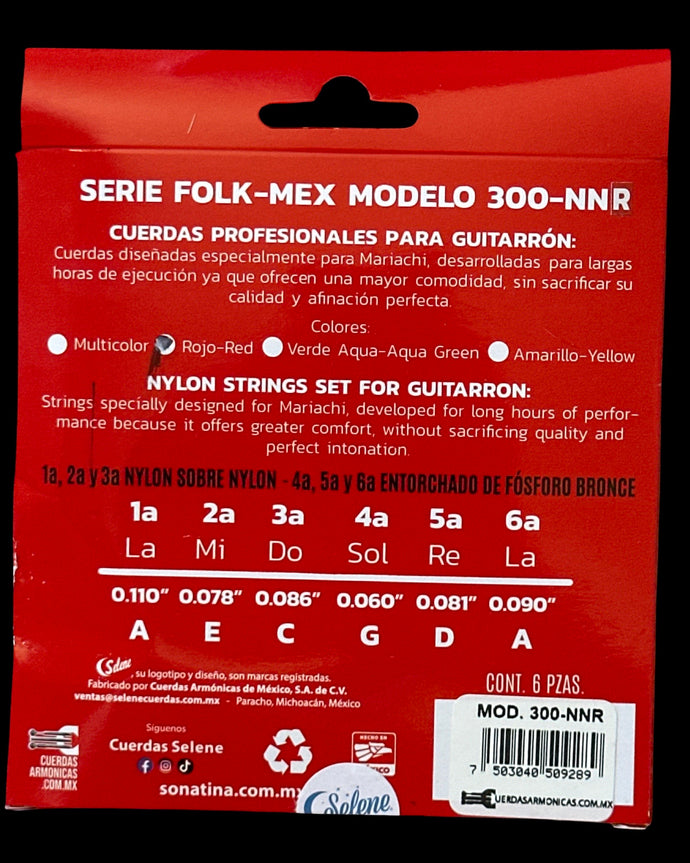 SERIE FOLK-MEX MODELO 300-NNR
CUERDAS PROFESIONALES PARA GUITARRÓN:
Cuerdas diseñadas especialmente para Mariachi, desarrolladas para largas
horas de ejecución ya que ofrecen una mayor comodidad, sin sacrificar su
calidad y afinación perfecta.
Colores:
Multicolor Rojo-Red Verde Aqua-Aqua Green Amarillo-Yellow
NYLON STRINGS SET FOR GUITARRON:
Strings specially designed for Mariachi, developed for long hours of perfor-
mance because it offers greater comfort, without sacrificing quality and
perfect intonation.
1a, 2a y 3a NYLON SOBRE NYLON - 4a, 5a y 6a ENTORCHADO DE FÓSFORO BRONCE
1a 2a 3a 4a 5a 6a
La Mi Do Sol Re La
0.110" 0.078" 0.086" 0.060" 0.081" 0.090"
A E C G D A
Selene, su logotipo y diseño, son marcas registradas.
Fabricado por Cuerdas Armónicas de México, S.A. de C.V.
ventas@selenecuerdas.com.mx - Paracho, Michoacán, México
CONT. 6 PZAS.
MOD. 300-NNR
7 503040 509289
CUERDASARMONICAS.COM.MX
CUERDAS
ARMONICAS
.COM.MX
Siguenos
Cuerdas Selene
sonatina.com.mx
HECHO EN
Selene